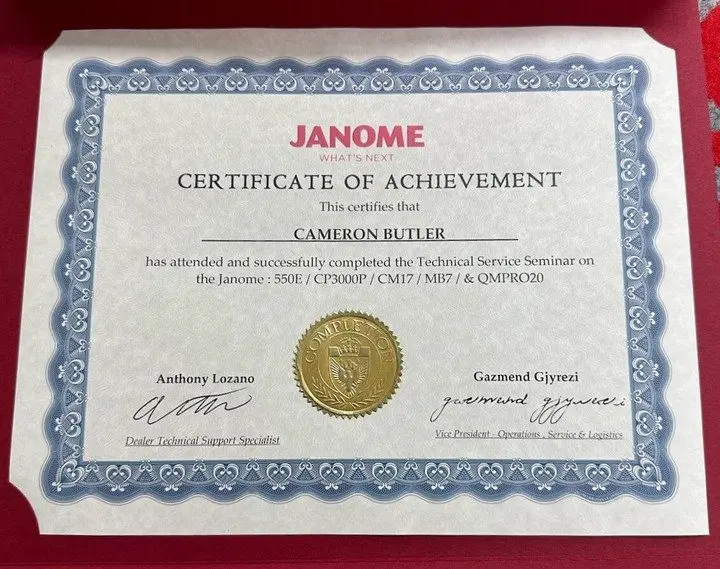 JANOME
WHAT'S NEXT
CERTIFICATE OF ACHIEVEMENT
This certifies that
CAMERON BUTLER
has attended and successfully completed the Technical Service Seminar on
the Janome : 550E / CP3000P / CM17 / MB7 / & QMPRO20
COMPLETION
Anthony Lozano
Gazmend Gjyrezi
gazmend gjyrezi
Dealer Technical Support Specialist
Vice President - Operations , Service & Logistics